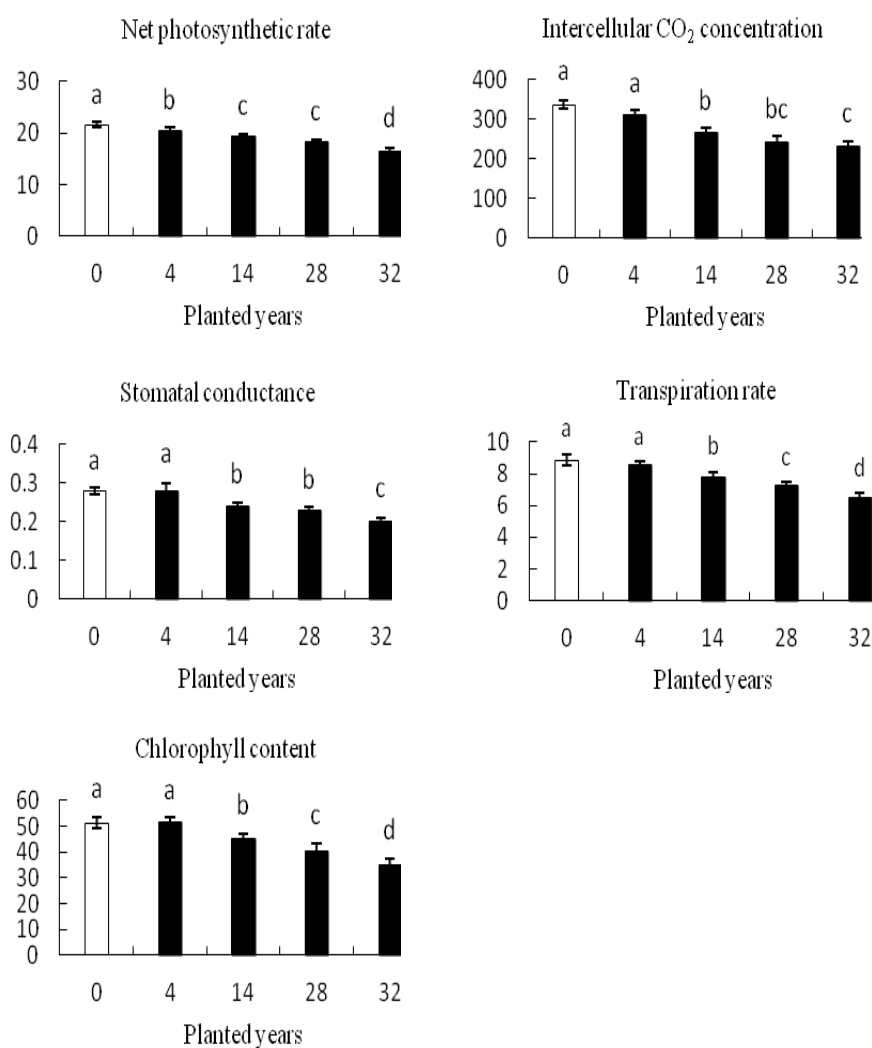 Net photosynthetic rate
30
20
10
0
a b c c d
0 4 14 28 32
Planted years
Intercellular CO₂ concentration
400
300
200
100
0
a a b bc c
0 4 14 28 32
Planted years
Stomatal conductance
0.4
0.3
0.2
0.1
0
a a b b c
0 4 14 28 32
Planted years
Transpiration rate
10
8
6
4
2
0
a a b c d
0 4 14 28 32
Planted years
Chlorophyll content
60
50
40
30
20
10
0
a a b c d
0 4 14 28 32
Planted years